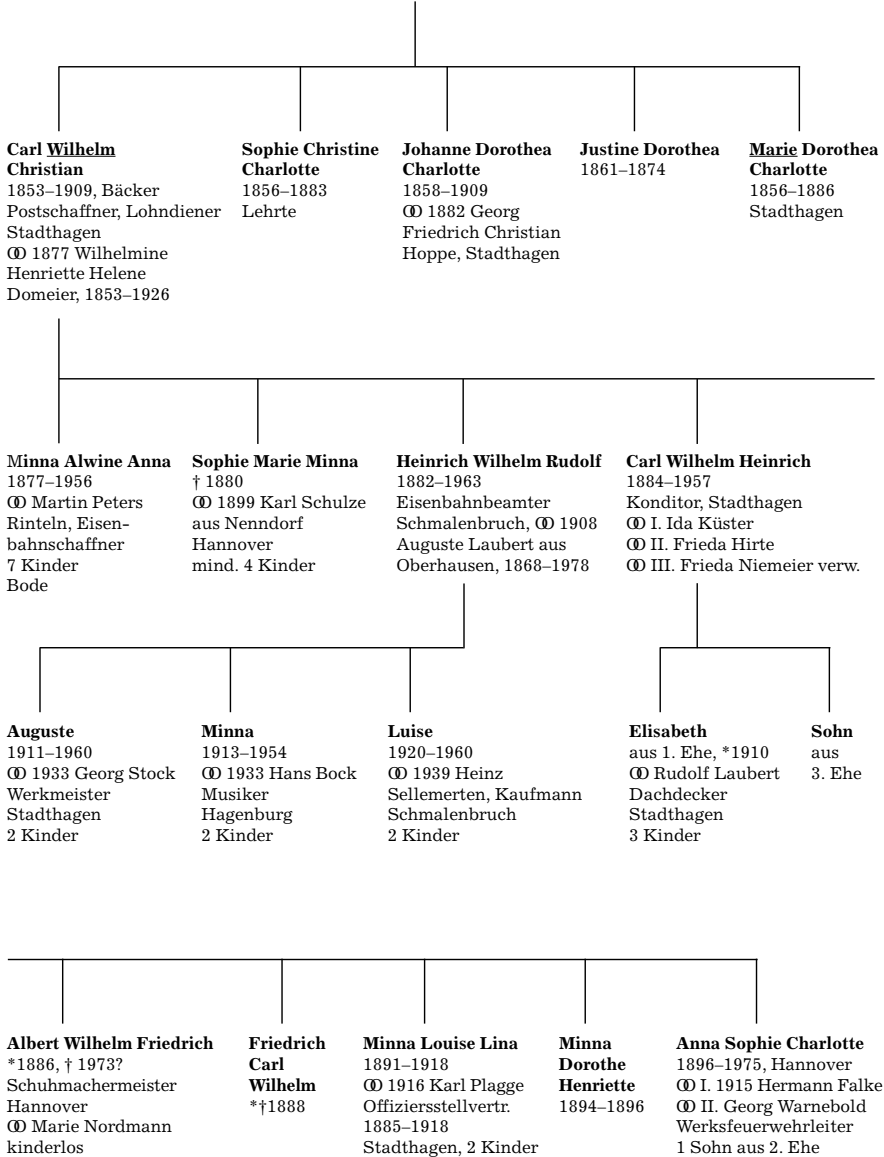 Carl Wilhelm
Christian
1853–1909, Bäcker
Postschaffner, Lohndiener
Stadthagen
⚭ 1877 Wilhelmine
Henriette Helene
Domeier, 1853–1926
Sophie Christine
Charlotte
1856–1883
Lehrte
Johanne Dorothea
Charlotte
1858–1909
⚭ 1882 Georg
Friedrich Christian
Hoppe, Stadthagen
Justine Dorothea
1861–1874
Marie Dorothea
Charlotte
1856–1886
Stadthagen
Minna Alwine Anna
1877–1956
⚭ Martin Peters
Rinteln, Eisen-
bahnschaffner
7 Kinder
Bode
Sophie Marie Minna
† 1880
⚭ 1899 Karl Schulze
aus Nenndorf
Hannover
mind. 4 Kinder
Heinrich Wilhelm Rudolf
1882–1963
Eisenbahnbeamter
Schmalenbruch, ⚭ 1908
Auguste Laubert aus
Oberhausen, 1868–1978
Carl Wilhelm Heinrich
1884–1957
Konditor, Stadthagen
⚭ I. Ida Küster
⚭ II. Frieda Hirte
⚭ III. Frieda Niemeier verw.
Auguste
1911–1960
⚭ 1933 Georg Stock
Werkmeister
Stadthagen
2 Kinder
Minna
1913–1954
⚭ 1933 Hans Bock
Musiker
Hagenburg
2 Kinder
Luise
1920–1960
⚭ 1939 Heinz
Sellemerten, Kaufmann
Schmalenbruch
2 Kinder
Elisabeth
aus 1. Ehe, *1910
⚭ Rudolf Laubert
Dachdecker
Stadthagen
3 Kinder
Sohn
aus
3. Ehe
Albert Wilhelm Friedrich
*1886, † 1973?
Schuhmachermeister
Hannover
⚭ Marie Nordmann
kinderlos
Friedrich
Carl
Wilhelm
*†1888
Minna Louise Lina
1891–1918
⚭ 1916 Karl Plagge
Offiziersstellvertr.
1885–1918
Stadthagen, 2 Kinder
Minna
Dorothe
Henriette
1894–1896
Anna Sophie Charlotte
1896–1975, Hannover
⚭ I. 1915 Hermann Falke
⚭ II. Georg Warnebold
Werksfeuerwehrleiter
1 Sohn aus 2. Ehe